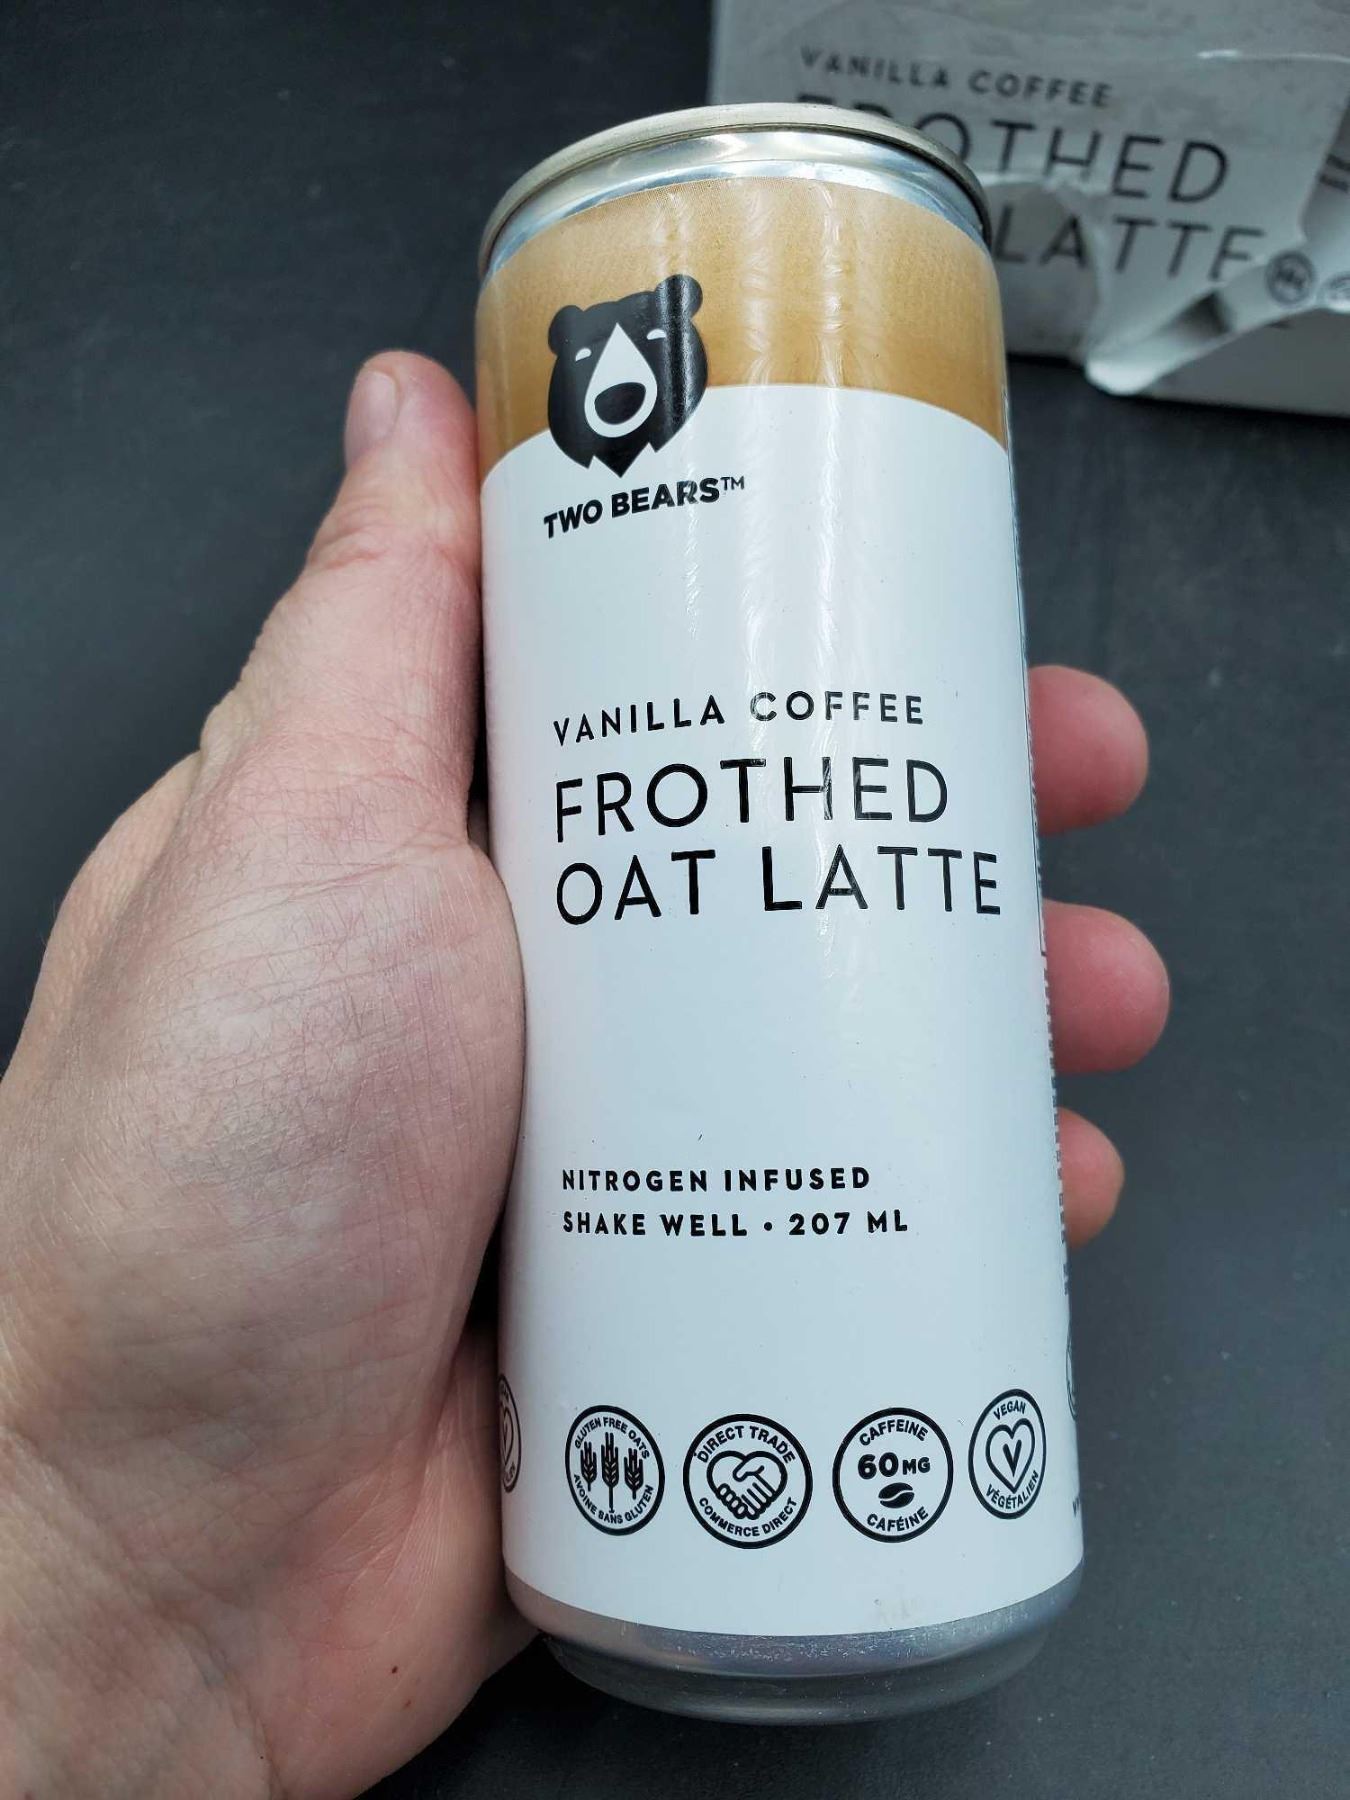 VANILLA COFFEE
FROTHED
LATTE
TWO BEARS™
VANILLA COFFEE
FROTHED
OAT LATTE
NITROGEN INFUSED
SHAKE WELL • 207 ML
GLUTEN FREE OATS
AVOINE SANS GLUTEN
DIRECT TRADE
COMMERCE DIRECT
CAFFEINE
60MG
CAFÉINE
VEGAN
V
VÉGÉTALIEN